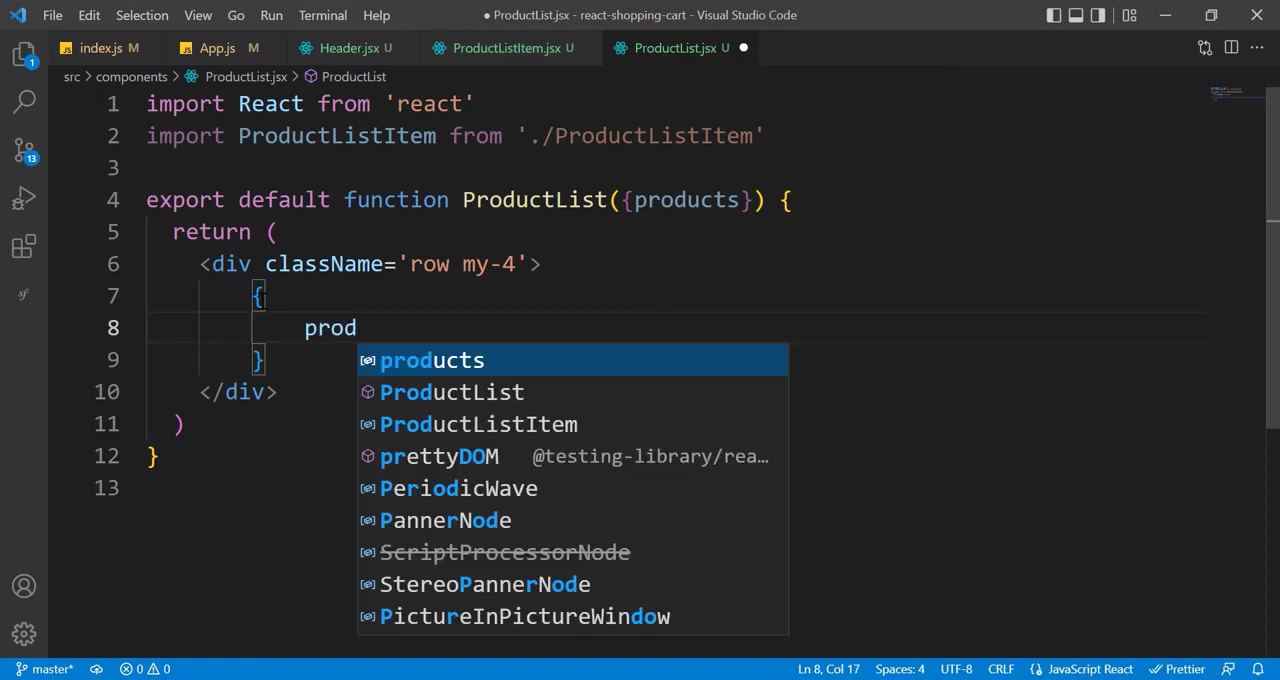 File Edit Selection View Go Run Terminal Help ● ProductList.jsx - react-shopping-cart - Visual Studio Code
index.js M App.js M Header.jsx U ProductListItem.jsx U ProductList.jsx U
src > components > ProductList.jsx > ProductList
1 import React from 'react'
2 import ProductListItem from './ProductListItem'
3
4 export default function ProductList({products}) {
5 return (
6 <div className='row my-4'>
7 {
8 prod
9 }
10 </div>
11 )
12 }
13
products
ProductList
ProductListItem
prettyDOM @testing-library/rea…
PeriodicWave
PannerNode
ScriptProcessorNode
StereoPannerNode
PictureInPictureWindow
1
13
master* 0 0 Ln 8, Col 17 Spaces: 4 UTF-8 CRLF JavaScript React Prettier